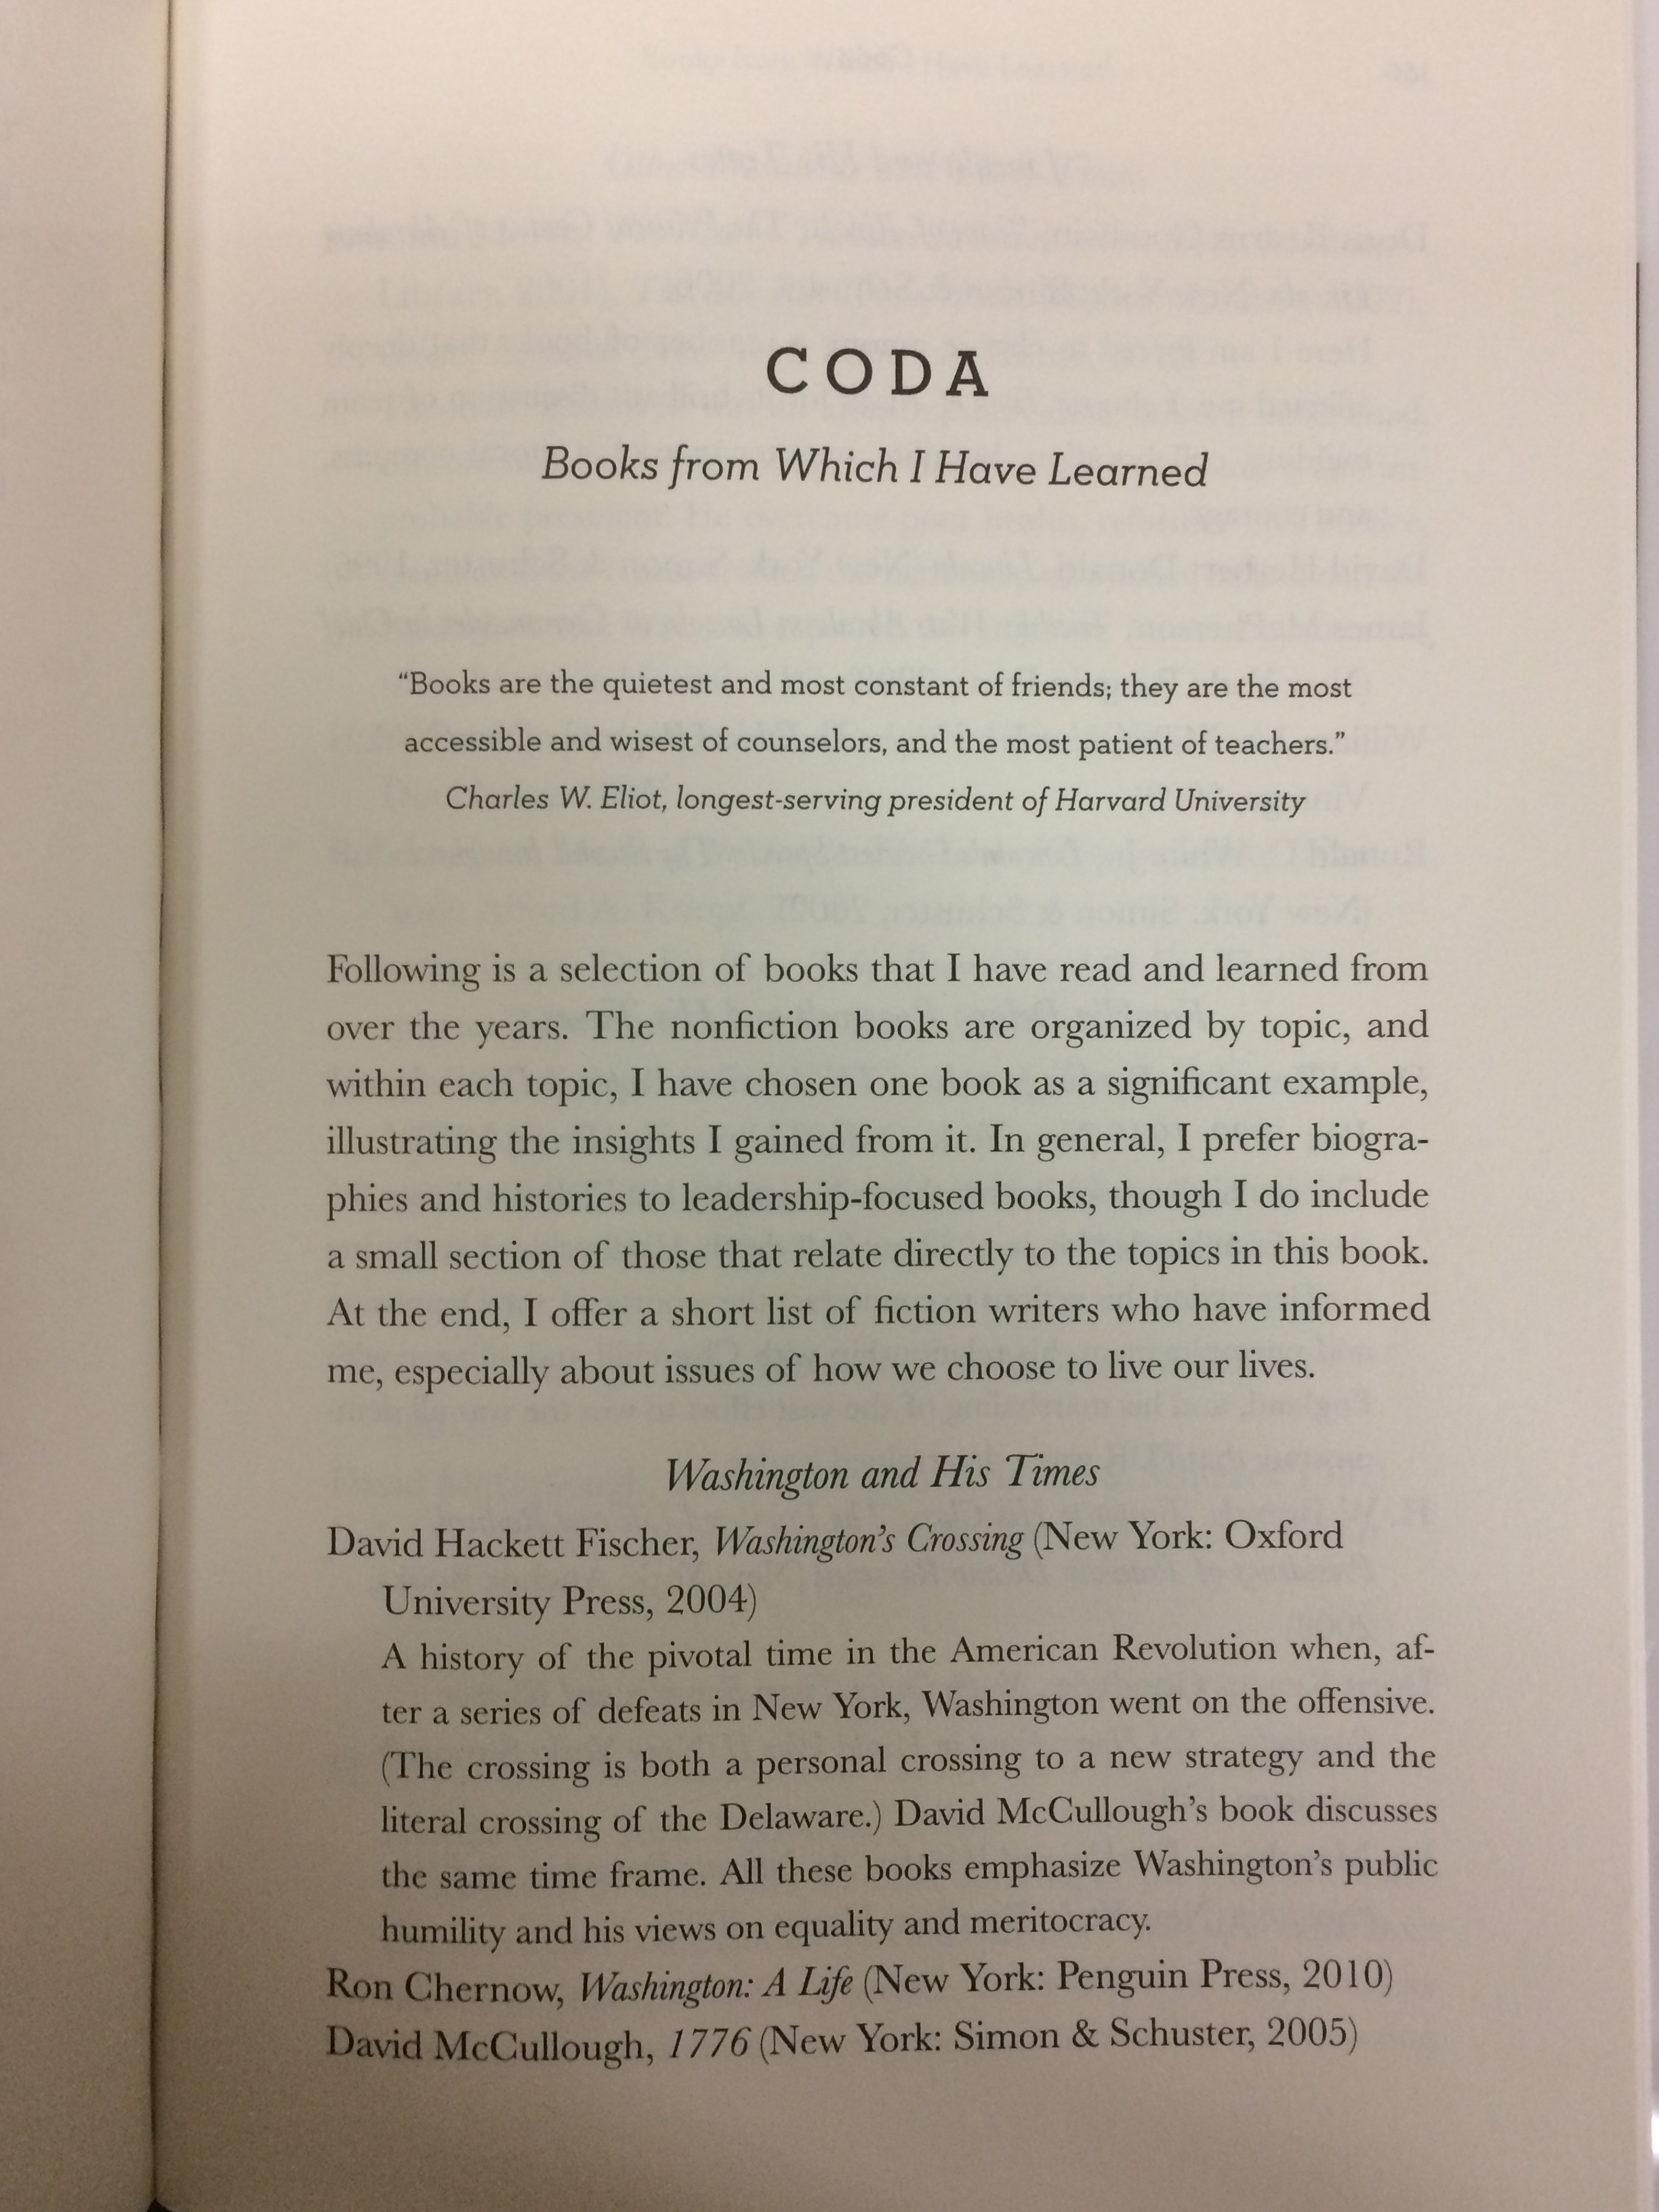 CODA
Books from Which I Have Learned
“Books are the quietest and most constant of friends; they are the most
accessible and wisest of counselors, and the most patient of teachers.”
Charles W. Eliot, longest-serving president of Harvard University
Following is a selection of books that I have read and learned from
over the years. The nonfiction books are organized by topic, and
within each topic, I have chosen one book as a significant example,
illustrating the insights I gained from it. In general, I prefer biogra-
phies and histories to leadership-focused books, though I do include
a small section of those that relate directly to the topics in this book.
At the end, I offer a short list of fiction writers who have informed
me, especially about issues of how we choose to live our lives.
Washington and His Times
David Hackett Fischer, Washington’s Crossing (New York: Oxford
University Press, 2004)
A history of the pivotal time in the American Revolution when, af-
ter a series of defeats in New York, Washington went on the offensive.
(The crossing is both a personal crossing to a new strategy and the
literal crossing of the Delaware.) David McCullough’s book discusses
the same time frame. All these books emphasize Washington’s public
humility and his views on equality and meritocracy.
Ron Chernow, Washington: A Life (New York: Penguin Press, 2010)
David McCullough, 1776 (New York: Simon & Schuster, 2005)